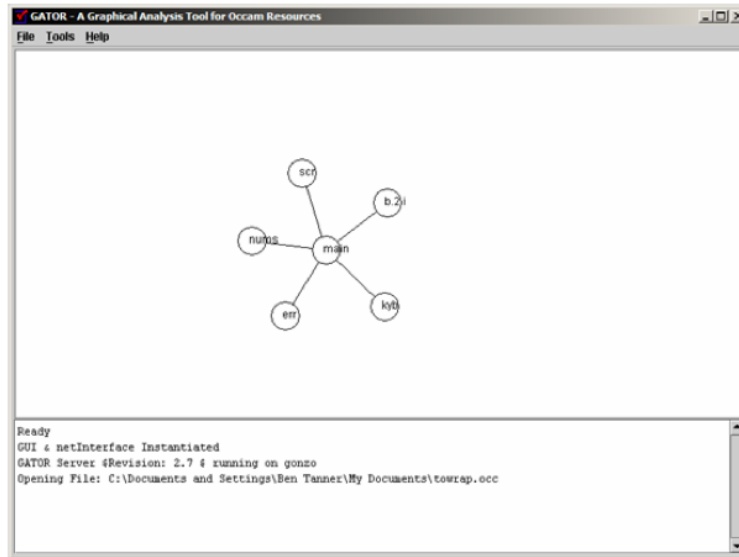 GATOR - A Graphical Analysis Tool for Occam Resources
File Tools Help
scr
b.2.i
nums
main
err
kyb
Ready
GUI & netInterface Instantiated
GATOR Server $Revision: 2.7 $ running on gonzo
Opening File: C:\Documents and Settings\Ben Tanner\My Documents\towrap.occ